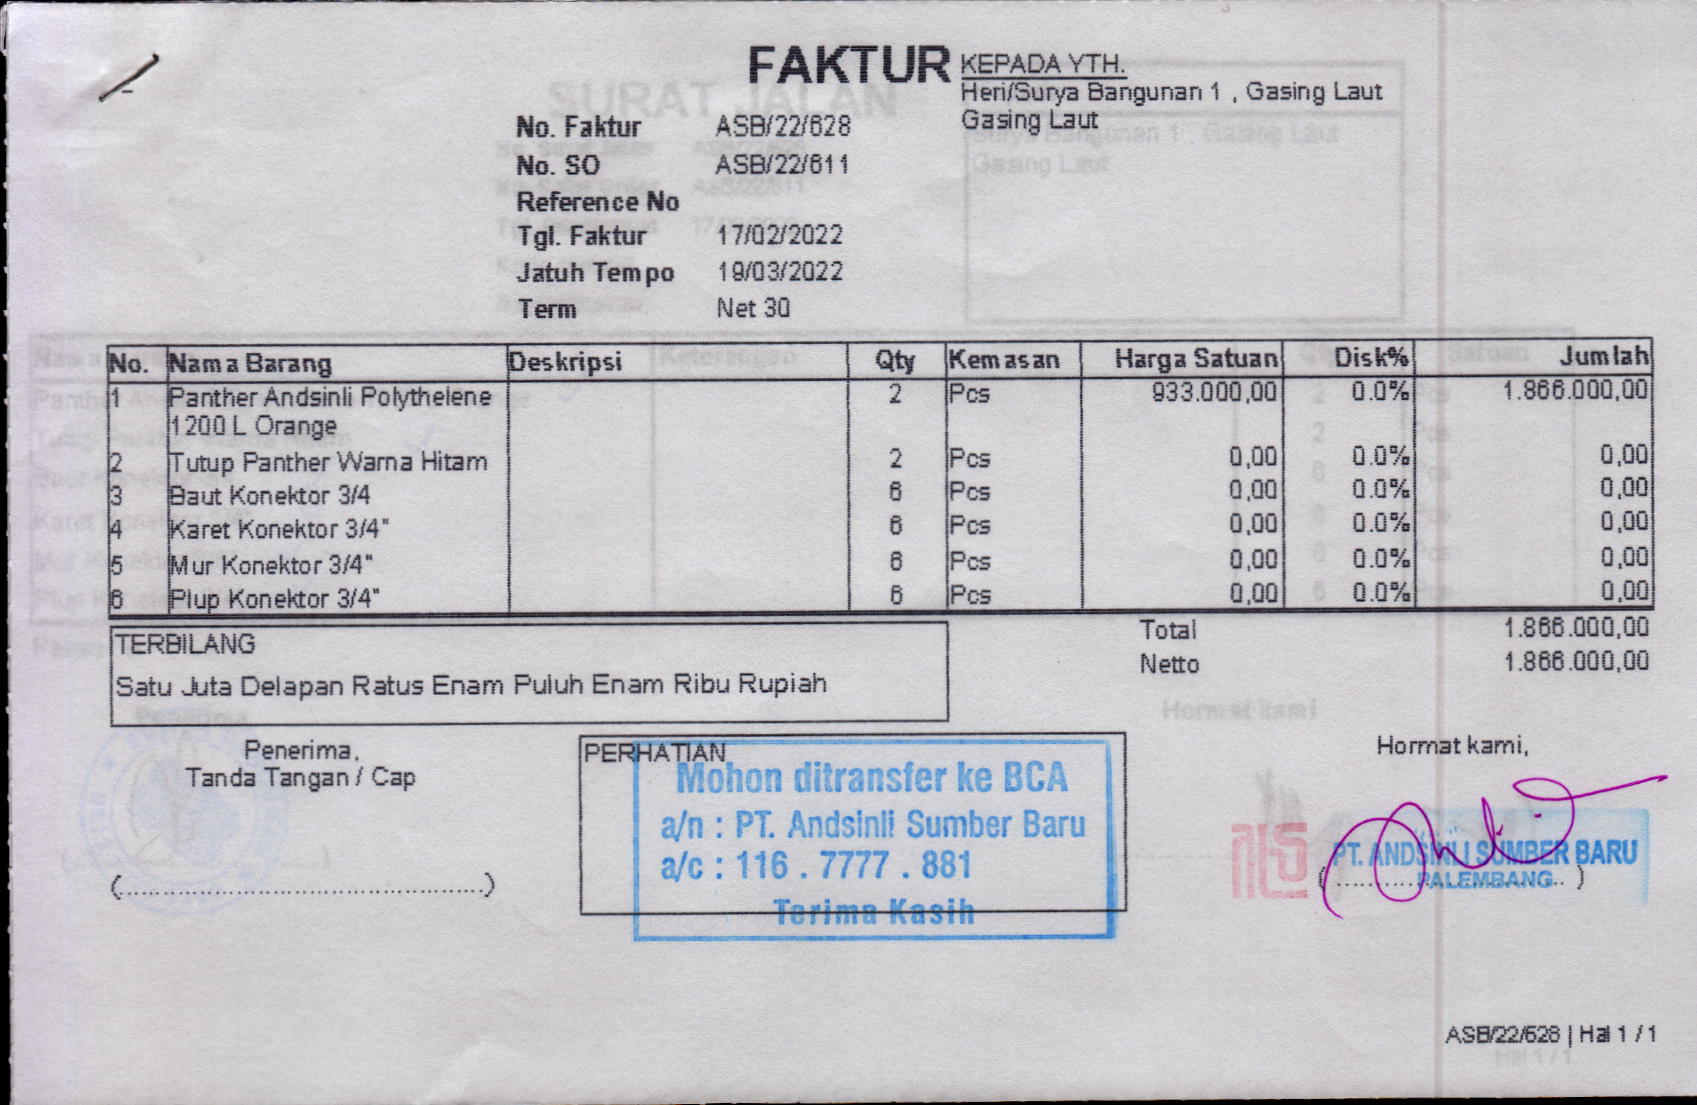 FAKTUR
KEPADA YTH.
Heri/Surya Bangunan 1 , Gasing Laut
Gasing Laut
No. Faktur ASB/22/628
No. SO ASB/22/611
Reference No
Tgl. Faktur 17/02/2022
Jatuh Tempo 19/03/2022
Term Net 30
No. Nama Barang Deskripsi Qty Kemasan Harga Satuan Disk% Jumlah
1 Panther Andsinli Polythelene 2 Pcs 933.000,00 0.0% 1.866.000,00
1200 L Orange
2 Tutup Panther Warna Hitam 2 Pcs 0,00 0.0% 0,00
3 Baut Konektor 3/4 6 Pcs 0,00 0.0% 0,00
4 Karet Konektor 3/4" 6 Pcs 0,00 0.0% 0,00
5 Mur Konektor 3/4" 6 Pcs 0,00 0.0% 0,00
6 Plup Konektor 3/4" 6 Pcs 0,00 0.0% 0,00
Total 1.866.000,00
Netto 1.866.000,00
TERBILANG
Satu Juta Delapan Ratus Enam Puluh Enam Ribu Rupiah
Penerima,
Tanda Tangan / Cap
(..................................................)
PERHATIAN
Mohon ditransfer ke BCA
a/n : PT. Andsinli Sumber Baru
a/c : 116 . 7777 . 881
Terima Kasih
Hormat kami,
PT. ANDSINLI SUMBER BARU
PALEMBANG
ASB/22/628 | Hal 1 / 1